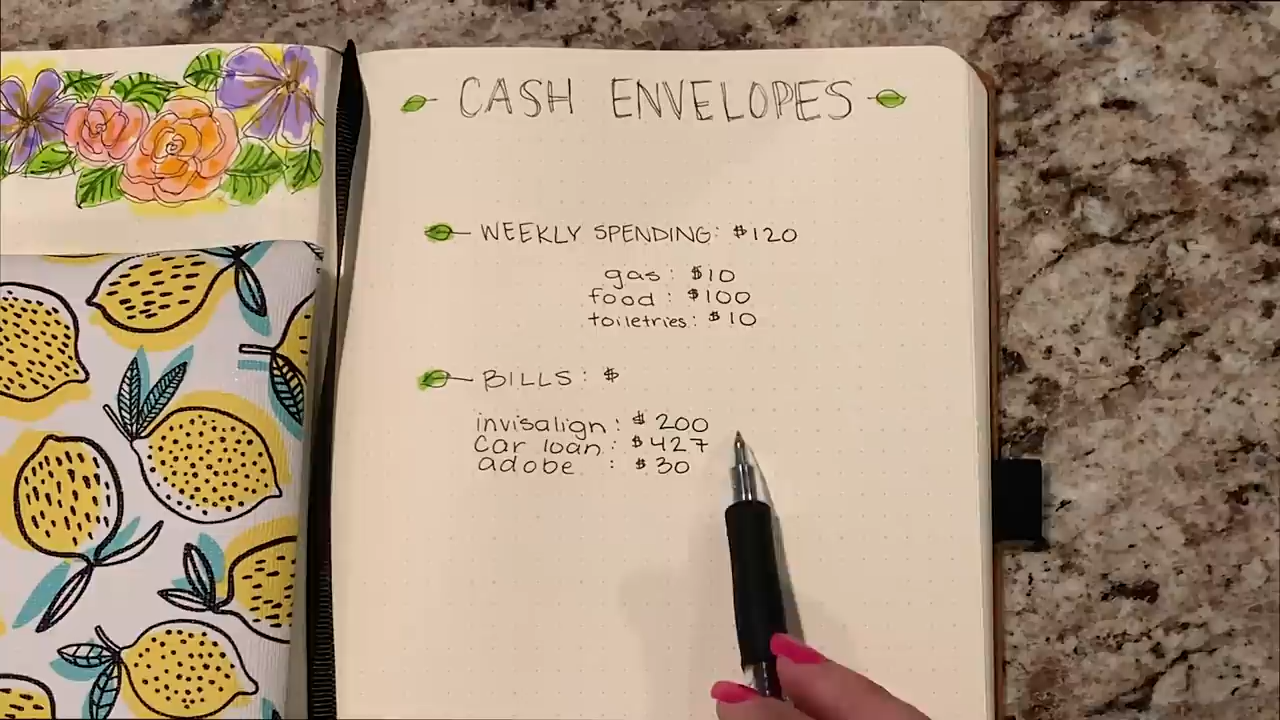 CASH ENVELOPES
WEEKLY SPENDING: $120
gas: $10
food: $100
toiletries: $10
BILLS: $
invisalign: $200
car loan: $427
adobe : $30